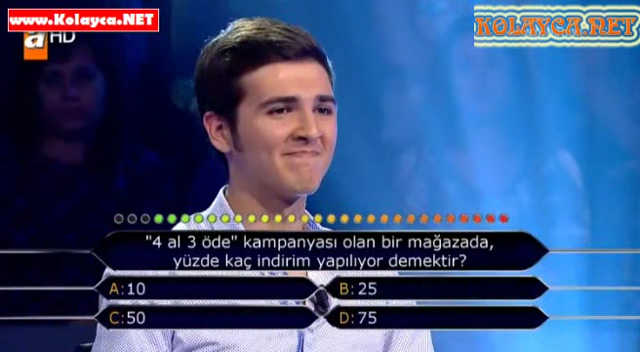 www.Kolayca.NET
KOLAYCA.NET
a HD
"4 al 3 öde" kampanyası olan bir mağazada,
yüzde kaç indirim yapılıyor demektir?
A:10
B:25
C:50
D:75